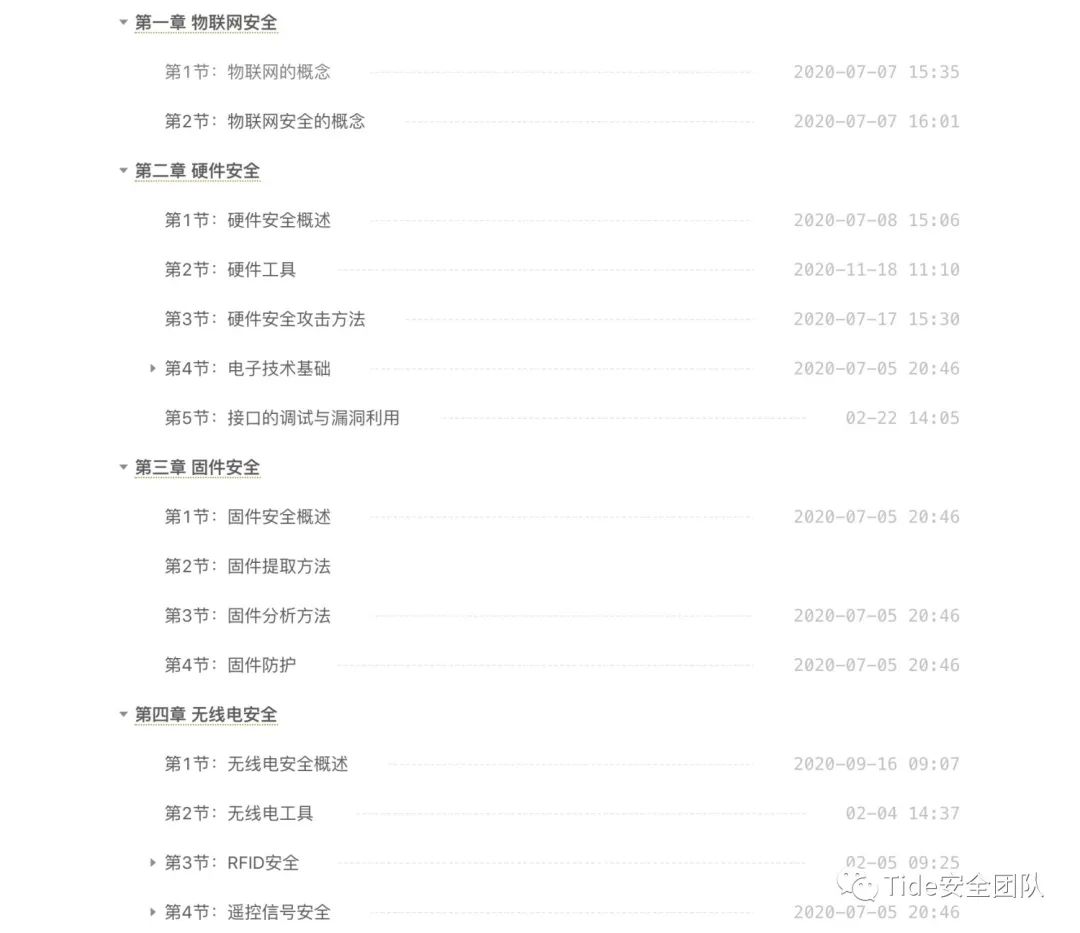 第一章 物联网安全
第1节：物联网的概念 2020-07-07 15:35
第2节：物联网安全的概念 2020-07-07 16:01
第二章 硬件安全
第1节：硬件安全概述 2020-07-08 15:06
第2节：硬件工具 2020-11-18 11:10
第3节：硬件安全攻击方法 2020-07-17 15:30
第4节：电子技术基础 2020-07-05 20:46
第5节：接口的调试与漏洞利用 02-22 14:05
第三章 固件安全
第1节：固件安全概述 2020-07-05 20:46
第2节：固件提取方法
第3节：固件分析方法 2020-07-05 20:46
第4节：固件防护 2020-07-05 20:46
第四章 无线电安全
第1节：无线电安全概述 2020-09-16 09:07
第2节：无线电工具 02-04 14:37
第3节：RFID安全 02-05 09:25
Tide安全团队
第4节：遥控信号安全 2020-07-05 20:46